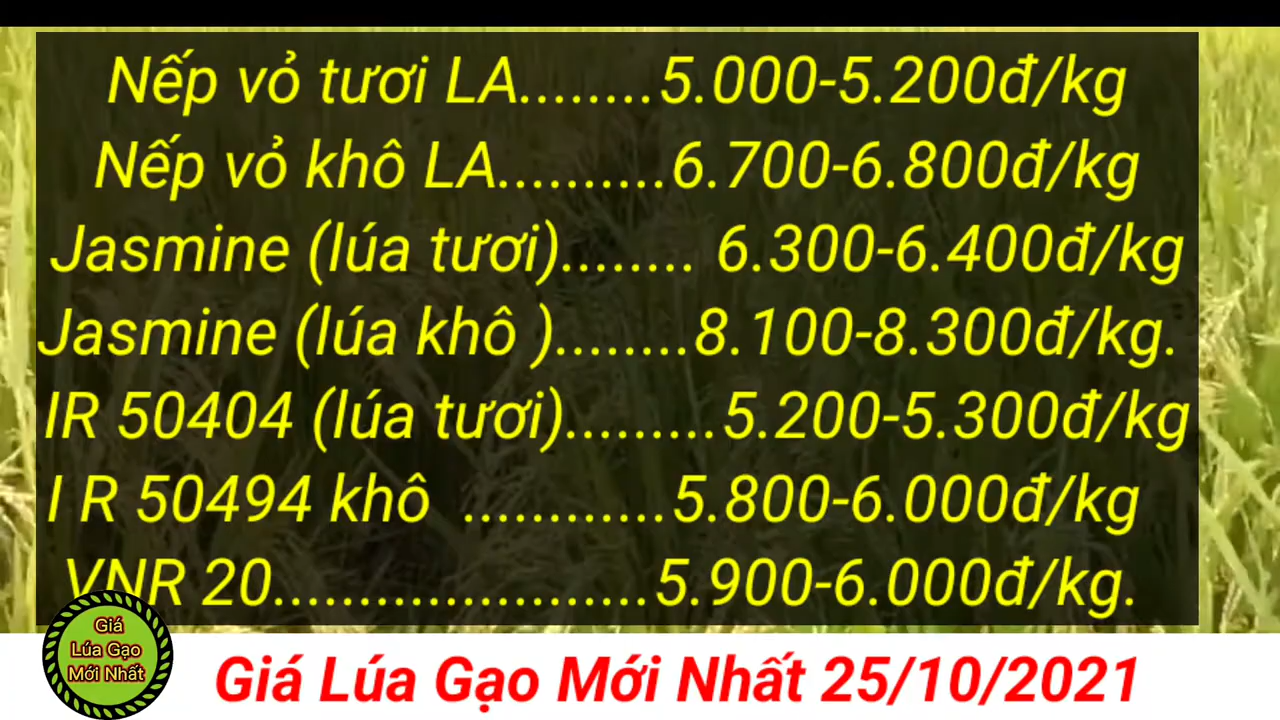 Nếp vỏ tươi LA........5.000-5.200đ/kg
Nếp vỏ khô LA..........6.700-6.800đ/kg
Jasmine (lúa tươi)........ 6.300-6.400đ/kg
Jasmine (lúa khô )........8.100-8.300đ/kg.
IR 50404 (lúa tươi).........5.200-5.300đ/kg
I R 50494 khô ............5.800-6.000đ/kg
VNR 20......................5.900-6.000đ/kg.
Giá
Lúa Gạo
Mới Nhất
Giá Lúa Gạo Mới Nhất 25/10/2021